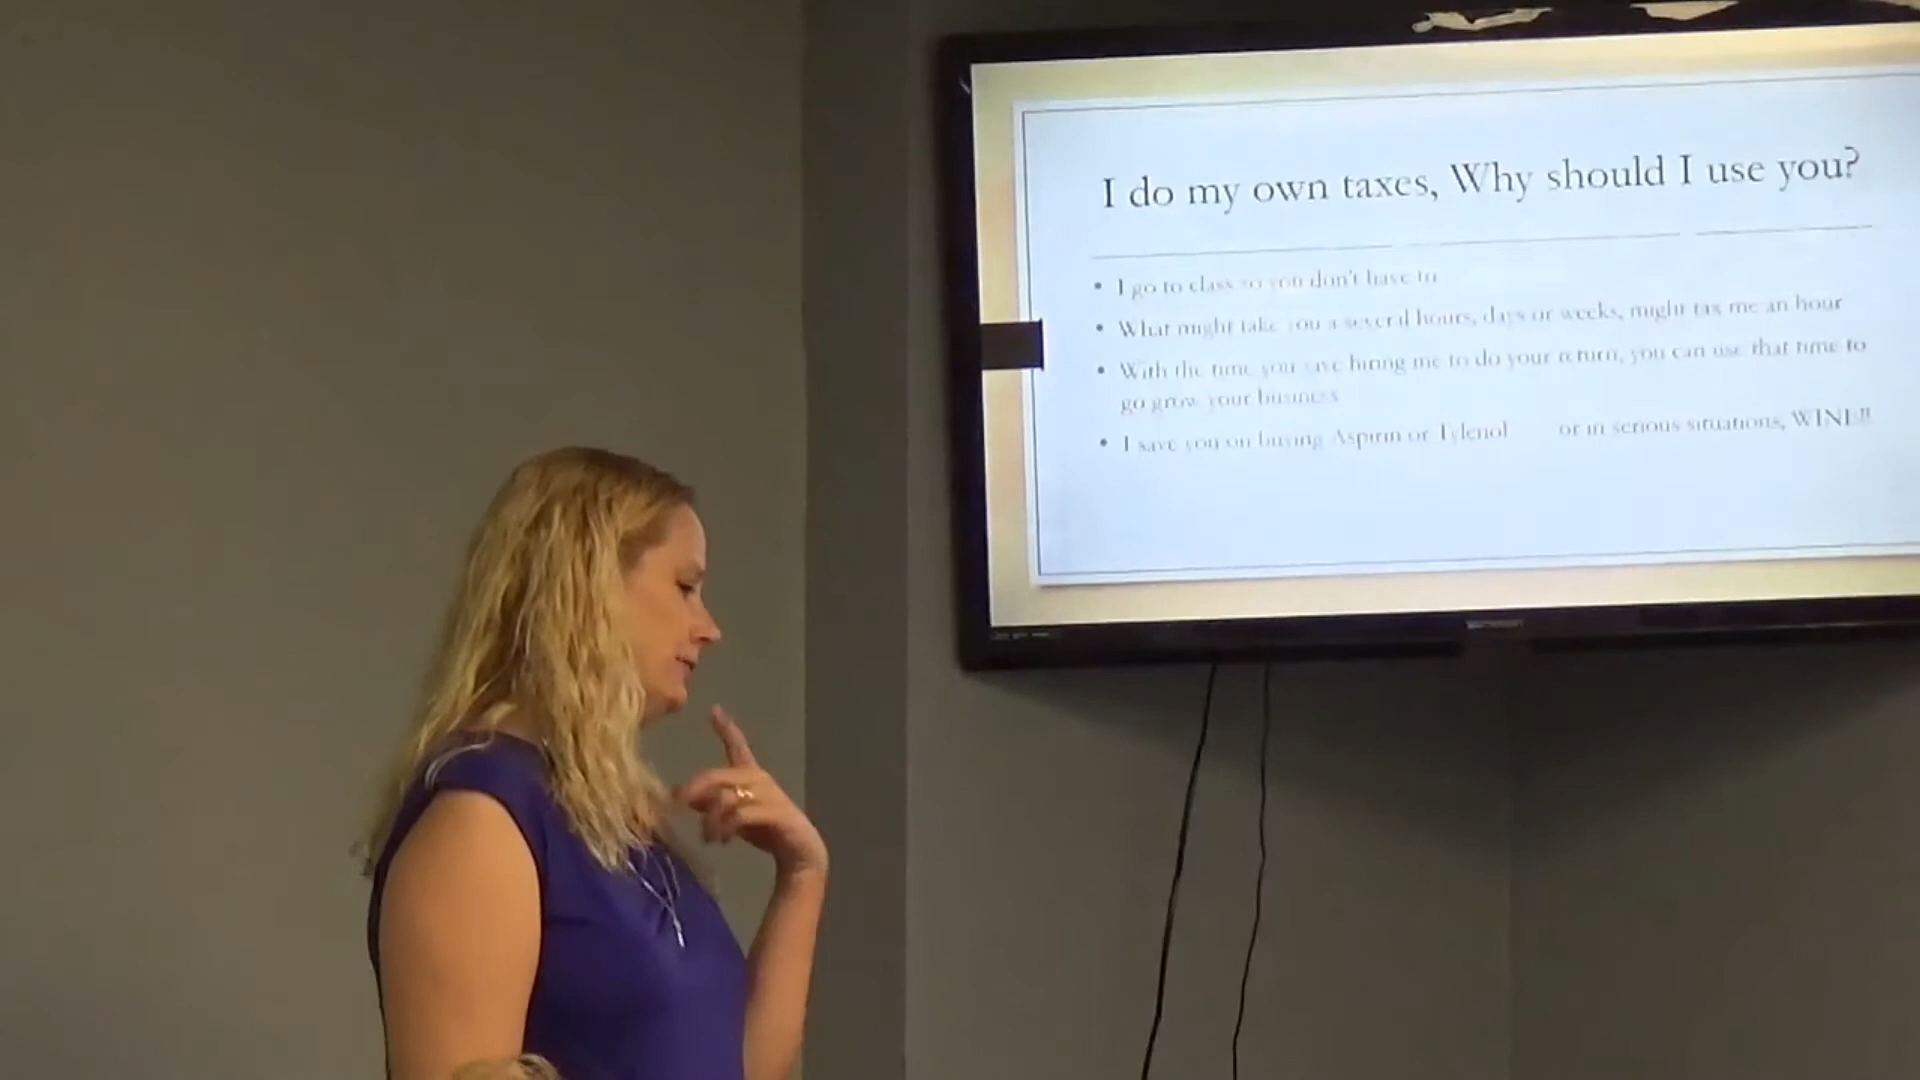 I do my own taxes, Why should I use you?
• I go to class so you don't have to
• What might take you a several hours, days or weeks, might tax me an hour
• With the time you save hiring me to do your return, you can use that time to
go grow your business
• I save you on buying Aspirin or Tylenol or in serious situations, WINE!!